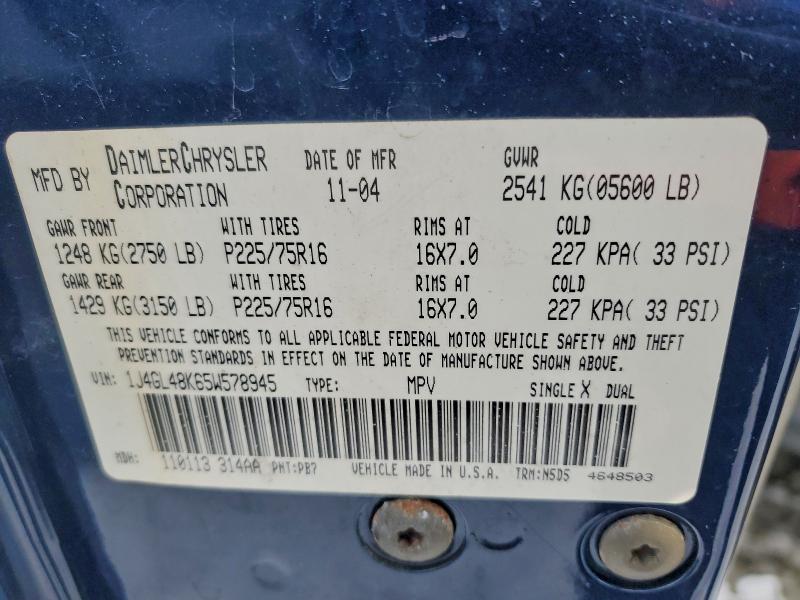 MFD BY DAIMLERCHRYSLER CORPORATION DATE OF MFR 11-04 GVWR 2541 KG(05600 LB)
GAWR FRONT WITH TIRES RIMS AT COLD
1248 KG(2750 LB) P225/75R16 16X7.0 227 KPA( 33 PSI)
GAWR REAR WITH TIRES RIMS AT COLD
1429 KG(3150 LB) P225/75R16 16X7.0 227 KPA( 33 PSI)
THIS VEHICLE CONFORMS TO ALL APPLICABLE FEDERAL MOTOR VEHICLE SAFETY AND THEFT
PREVENTION STANDARDS IN EFFECT ON THE DATE OF MANUFACTURE SHOWN ABOVE.
VIN: 1J4GL48K65W578945 TYPE: MPV SINGLE X DUAL
MDH: 110113 314AA PNT:PB7 VEHICLE MADE IN U.S.A. TRM:N5D5 4648503